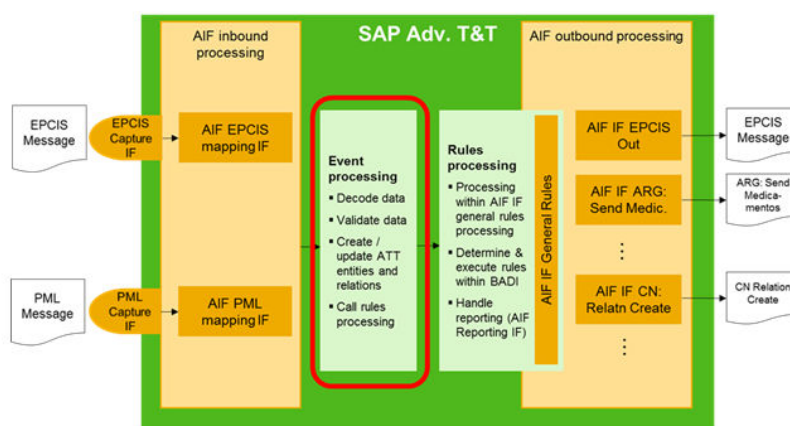 SAP Adv. T&T
AIF inbound
processing
AIF outbound processing
EPCIS
Message
EPCIS
Capture
IF
AIF EPCIS
mapping IF
PML
Message
PML
Capture
IF
AIF PML
mapping IF
Event
processing
▪ Decode data
▪ Validate data
▪ Create /
update ATT
entities and
relations
▪ Call rules
processing
Rules
processing
▪ Processing
within AIF IF
general rules
processing
▪ Determine &
execute rules
within BADI
▪ Handle
reporting (AIF
Reporting IF)
AIF IF General Rules
AIF IF EPCIS
Out
AIF IF ARG:
Send Medic.
⋮
AIF IF CN:
Relatn Create
⋮
EPCIS
Message
ARG: Send
Medica-
mentos
CN Relation
Create